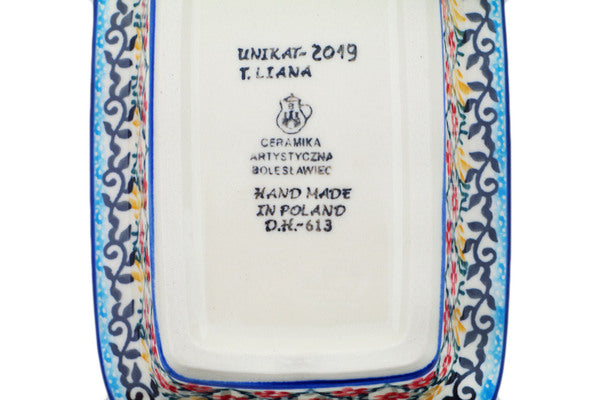 UNIKAT-2019
T. LIANA
CERAMIKA
ARTYSTYCZNA
BOLESŁAWIEC
HAND MADE
IN POLAND
D.H.-613